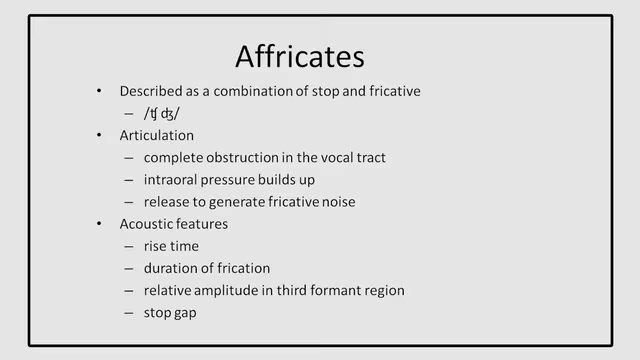 Affricates
• Described as a combination of stop and fricative
– /ʧ ʤ/
• Articulation
– complete obstruction in the vocal tract
– intraoral pressure builds up
– release to generate fricative noise
• Acoustic features
– rise time
– duration of frication
– relative amplitude in third formant region
– stop gap